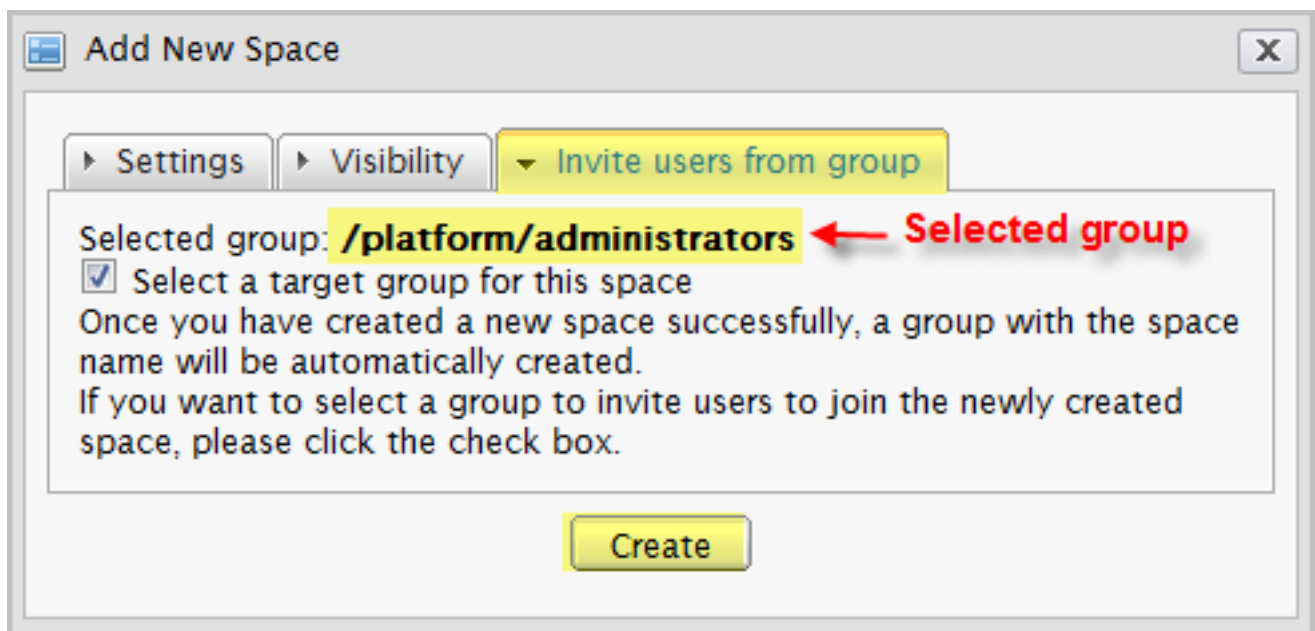 Add New Space
X
Settings
Visibility
Invite users from group
Selected group: /platform/administrators
Selected group
Select a target group for this space
Once you have created a new space successfully, a group with the space
name will be automatically created.
If you want to select a group to invite users to join the newly created
space, please click the check box.
Create